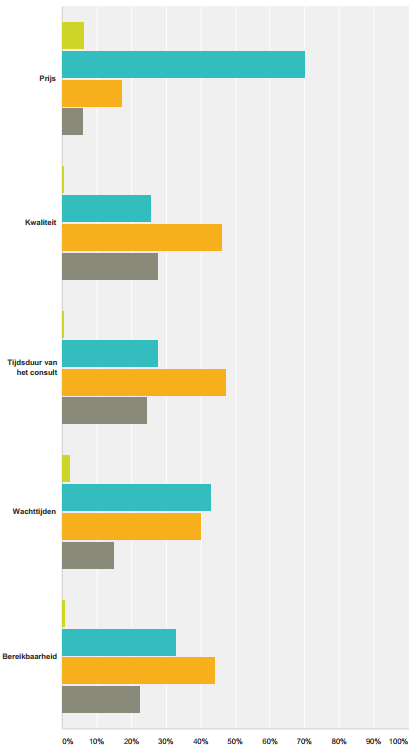 Prijs
Kwaliteit
Tijdsduur van
het consult
Wachttijden
Bereikbaarheid
0% 10% 20% 30% 40% 50% 60% 70% 80% 90% 100%